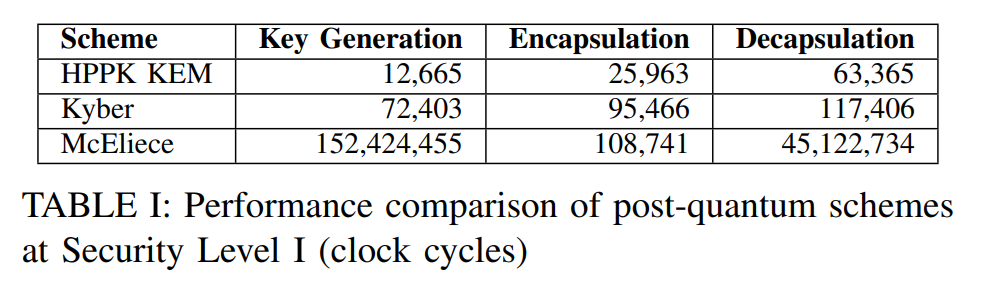 Scheme Key Generation Encapsulation Decapsulation
HPPK KEM 12,665 25,963 63,365
Kyber 72,403 95,466 117,406
McEliece 152,424,455 108,741 45,122,734
TABLE I: Performance comparison of post-quantum schemes
at Security Level I (clock cycles)